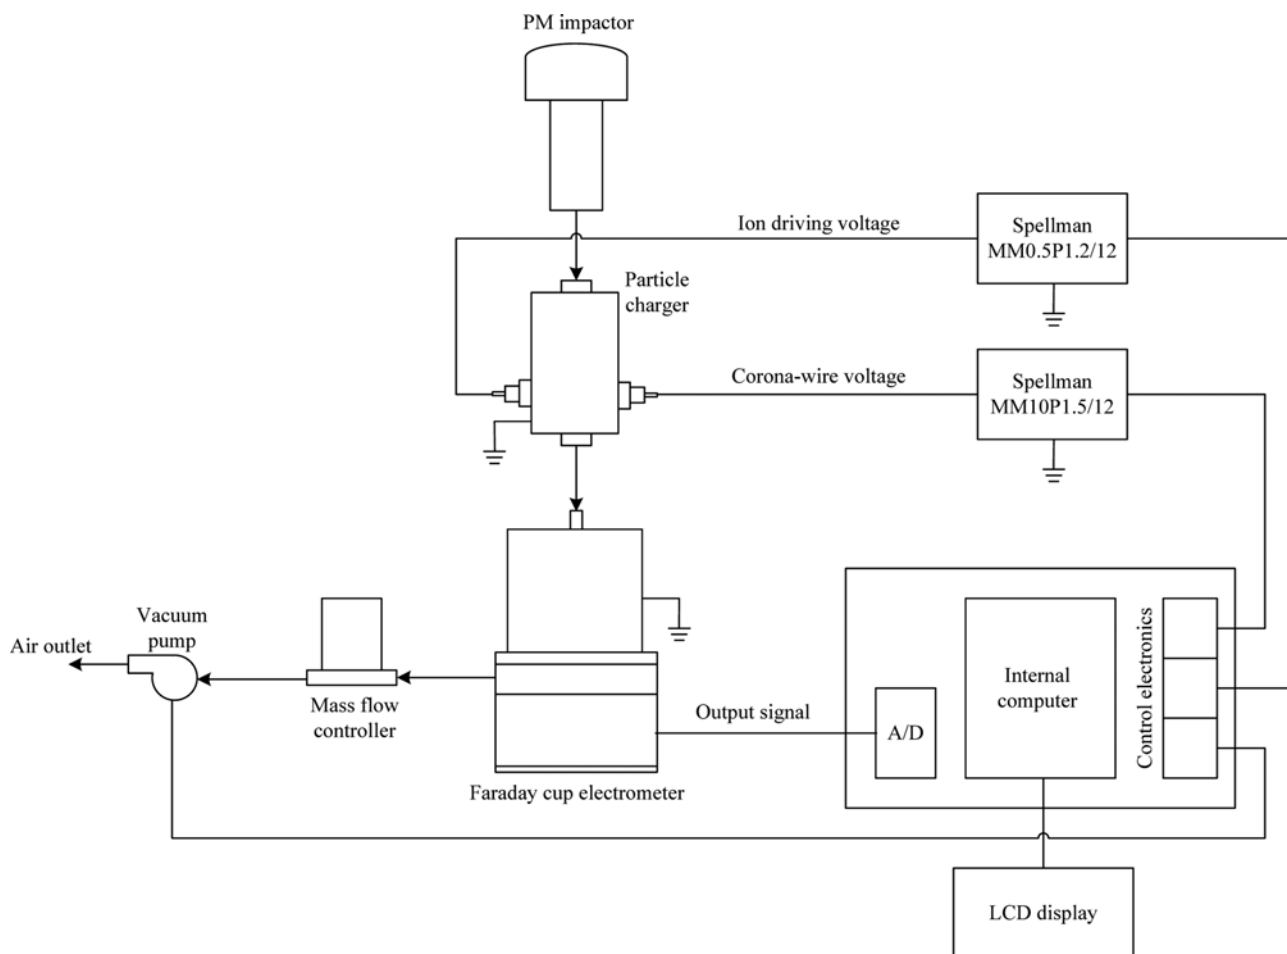 PM impactor
Ion driving voltage
Spellman
MM0.5P1.2/12
Particle
charger
Corona-wire voltage
Spellman
MM10P1.5/12
Vacuum
pump
Air outlet
Mass flow
controller
Output signal
A/D
Internal
computer
Control electronics
Faraday cup electrometer
LCD display